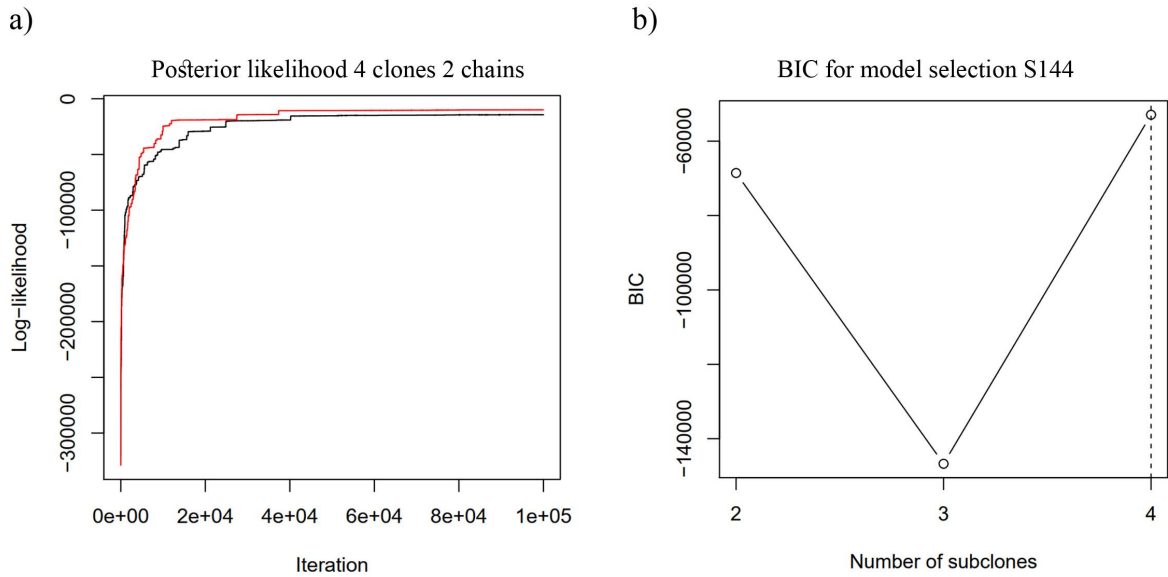 a)
Posterior likelihood 4 clones 2 chains
Log-likelihood
0
-100000
-200000
-300000
0e+00 2e+04 4e+04 6e+04 8e+04 1e+05
Iteration
b)
BIC for model selection S144
BIC
-60000
-100000
-140000
2 3 4
Number of subclones